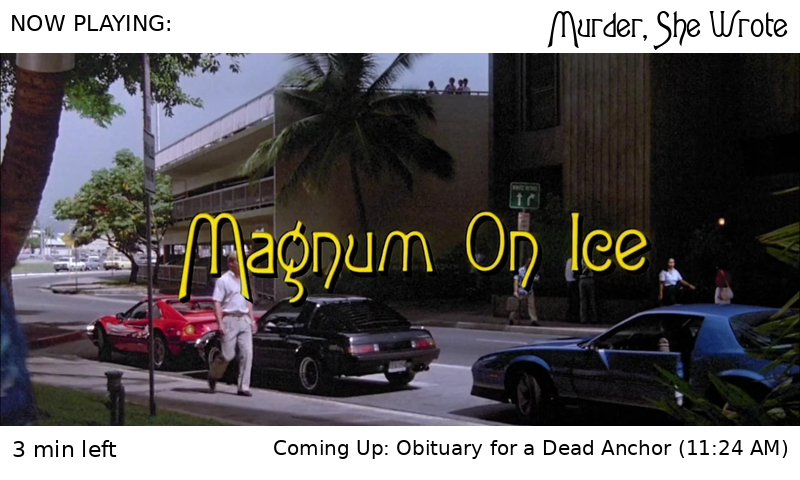 NOW PLAYING:
Murder, She Wrote
Magnum On Ice
3 min left
Coming Up: Obituary for a Dead Anchor (11:24 AM)